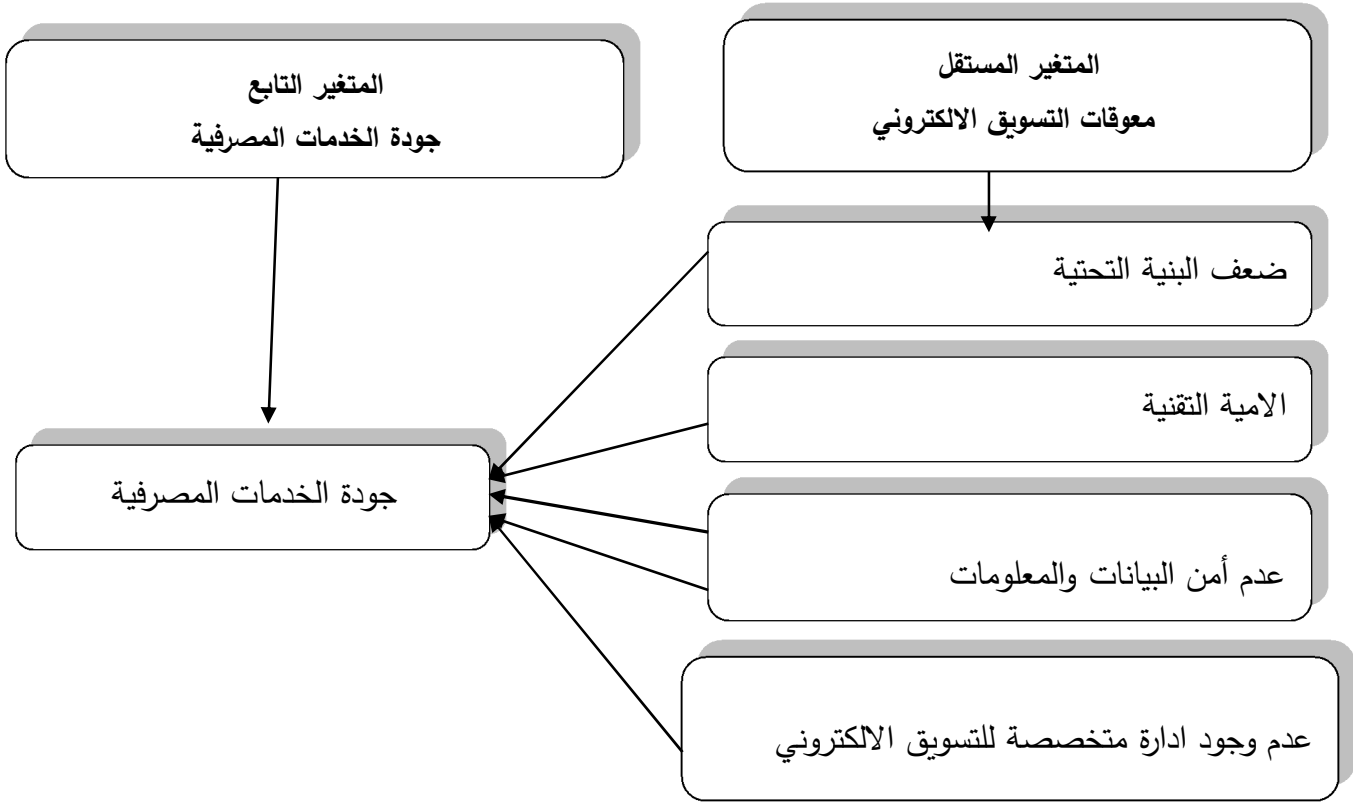 المتغير المستقل
معوقات التسويق الالكتروني
المتغير التابع
جودة الخدمات المصرفية
ضعف البنية التحتية
الامية التقنية
عدم أمن البيانات والمعلومات
عدم وجود ادارة متخصصة للتسويق الالكتروني
جودة الخدمات المصرفية